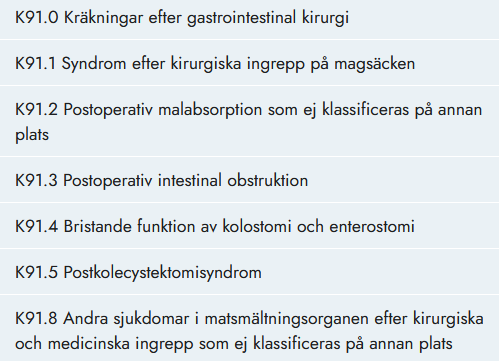 K91.0 Kräkningar efter gastrointestinal kirurgi
K91.1 Syndrom efter kirurgiska ingrepp på magsäcken
K91.2 Postoperativ malabsorption som ej klassificeras på annan
plats
K91.3 Postoperativ intestinal obstruktion
K91.4 Bristande funktion av kolostomi och enterostomi
K91.5 Postkolecystektomisyndrom
K91.8 Andra sjukdomar i matsmältningsorganen efter kirurgiska
och medicinska ingrepp som ej klassificeras på annan plats